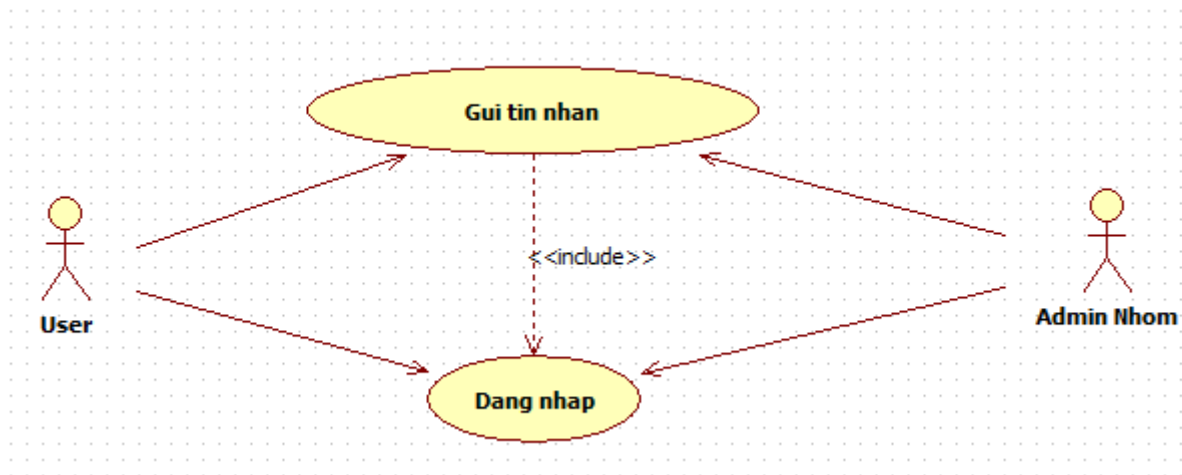 Gui tin nhan
<<include>>
User
Admin Nhom
Dang nhap